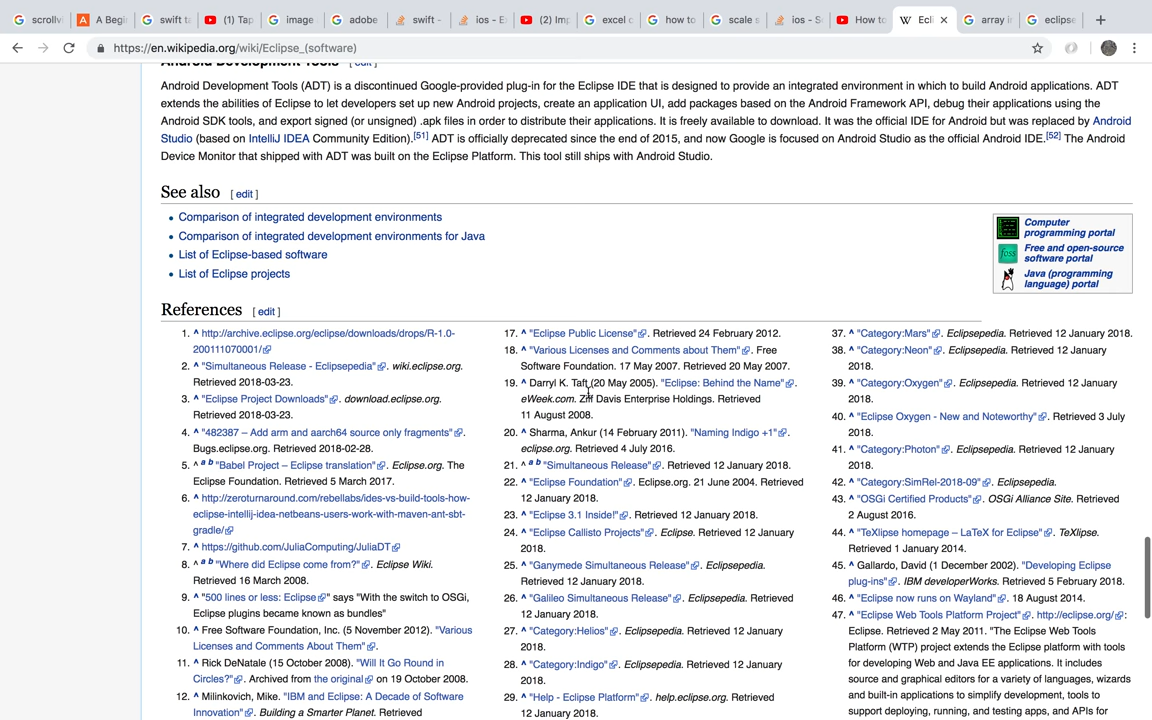 scrollvi
A Begi
swift ta
(1) Tap
image
adobe
swift -
ios - E
(2) Imp
excel c
how to
scale s
ios - S
How to
Ecli
array i
eclipse
https://en.wikipedia.org/wiki/Eclipse_(software)
Android Development Tools [ edit ]
Android Development Tools (ADT) is a discontinued Google-provided plug-in for the Eclipse IDE that is designed to provide an integrated environment in which to build Android applications. ADT
extends the abilities of Eclipse to let developers set up new Android projects, create an application UI, add packages based on the Android Framework API, debug their applications using the
Android SDK tools, and export signed (or unsigned) .apk files in order to distribute their applications. It is freely available to download. It was the official IDE for Android but was replaced by Android
Studio (based on IntelliJ IDEA Community Edition).[51] ADT is officially deprecated since the end of 2015, and now Google is focused on Android Studio as the official Android IDE.[52] The Android
Device Monitor that shipped with ADT was built on the Eclipse Platform. This tool still ships with Android Studio.
See also [ edit ]
• Comparison of integrated development environments
• Comparison of integrated development environments for Java
• List of Eclipse-based software
• List of Eclipse projects
Computer
programming portal
Free and open-source
software portal
Java (programming
language) portal
References [ edit ]
1. ^ http://archive.eclipse.org/eclipse/downloads/drops/R-1.0-
200111070001/
2. ^ "Simultaneous Release - Eclipsepedia". wiki.eclipse.org.
Retrieved 2018-03-23.
3. ^ "Eclipse Project Downloads". download.eclipse.org.
Retrieved 2018-03-23.
4. ^ "482387 – Add arm and aarch64 source only fragments".
Bugs.eclipse.org. Retrieved 2018-02-28.
5. ^ a b "Babel Project – Eclipse translation". Eclipse.org. The
Eclipse Foundation. Retrieved 5 March 2017.
6. ^ http://zeroturnaround.com/rebellabs/ides-vs-build-tools-how-
eclipse-intellij-idea-netbeans-users-work-with-maven-ant-sbt-
gradle/
7. ^ https://github.com/JuliaComputing/JuliaDT
8. ^ a b "Where did Eclipse come from?". Eclipse Wiki.
Retrieved 16 March 2008.
9. ^ "500 lines or less: Eclipse" says "With the switch to OSGi,
Eclipse plugins became known as bundles"
10. ^ Free Software Foundation, Inc. (5 November 2012). "Various
Licenses and Comments About Them".
11. ^ Rick DeNatale (15 October 2008). "Will It Go Round in
Circles?". Archived from the original on 19 October 2008.
12. ^ Milinkovich, Mike. "IBM and Eclipse: A Decade of Software
Innovation". Building a Smarter Planet. Retrieved
17. ^ "Eclipse Public License". Retrieved 24 February 2012.
18. ^ "Various Licenses and Comments about Them". Free
Software Foundation. 17 May 2007. Retrieved 20 May 2007.
19. ^ Darryl K. Taft (20 May 2005). "Eclipse: Behind the Name".
eWeek.com. Ziff Davis Enterprise Holdings. Retrieved
11 August 2008.
20. ^ Sharma, Ankur (14 February 2011). "Naming Indigo +1".
eclipse.org. Retrieved 4 July 2016.
21. ^ a b "Simultaneous Release". Retrieved 12 January 2018.
22. ^ "Eclipse Foundation". Eclipse.org. 21 June 2004. Retrieved
12 January 2018.
23. ^ "Eclipse 3.1 Inside!". Retrieved 12 January 2018.
24. ^ "Eclipse Callisto Projects". Eclipse. Retrieved 12 January
2018.
25. ^ "Ganymede Simultaneous Release". Eclipsepedia.
Retrieved 12 January 2018.
26. ^ "Galileo Simultaneous Release". Eclipsepedia. Retrieved
12 January 2018.
27. ^ "Category:Helios". Eclipsepedia. Retrieved 12 January
2018.
28. ^ "Category:Indigo". Eclipsepedia. Retrieved 12 January
2018.
29. ^ "Help - Eclipse Platform". help.eclipse.org. Retrieved
12 January 2018.
37. ^ "Category:Mars". Eclipsepedia. Retrieved 12 January 2018.
38. ^ "Category:Neon". Eclipsepedia. Retrieved 12 January
2018.
39. ^ "Category:Oxygen". Eclipsepedia. Retrieved 12 January
2018.
40. ^ "Eclipse Oxygen - New and Noteworthy". Retrieved 3 July
2018.
41. ^ "Category:Photon". Eclipsepedia. Retrieved 12 January
2018.
42. ^ "Category:SimRel-2018-09". Eclipsepedia.
43. ^ "OSGi Certified Products". OSGi Alliance Site. Retrieved
2 August 2016.
44. ^ "TeXlipse homepage – LaTeX for Eclipse". TeXlipse.
Retrieved 1 January 2014.
45. ^ Gallardo, David (1 December 2002). "Developing Eclipse
plug-ins". IBM developerWorks. Retrieved 5 February 2018.
46. ^ "Eclipse now runs on Wayland". 18 August 2014.
47. ^ "Eclipse Web Tools Platform Project". http://eclipse.org/:
Eclipse. Retrieved 2 May 2011. "The Eclipse Web Tools
Platform (WTP) project extends the Eclipse platform with tools
for developing Web and Java EE applications. It includes
source and graphical editors for a variety of languages, wizards
and built-in applications to simplify development, tools to
support deploying, running, and testing apps, and APIs for